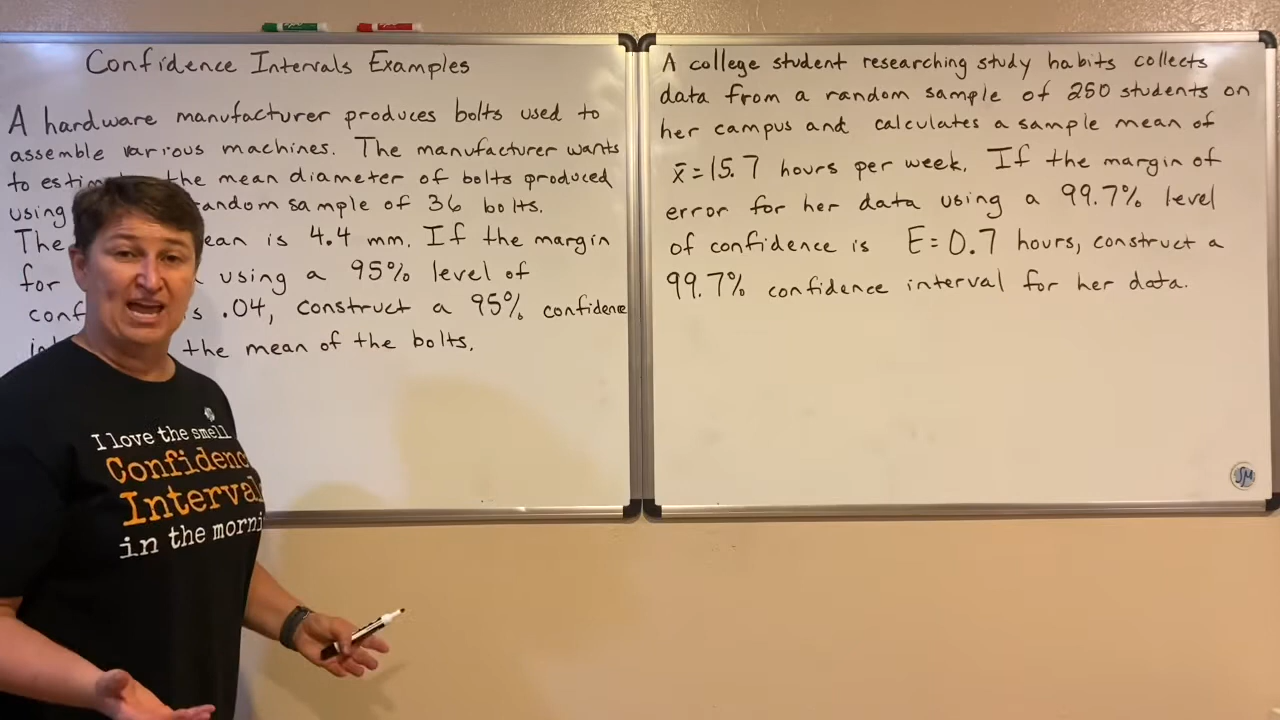 Confidence Intervals Examples
A hardware manufacturer produces bolts used to
assemble various machines. The manufacturer wants
to the mean diameter of bolts produced
using sample of 36 bolts.
The is 4.4 mm. If the margin
for using a 95% level of
.04, construct a 95% confidence
the mean of the bolts.
A college student researching study habits collects
data from a random sample of 250 students on
her campus and calculates a sample mean of
x̄=15.7 hours per week. If the margin of
error for her data using a 99.7% level
of confidence is E=0.7 hours, construct a
99.7% confidence interval for her data.
I love the smell
Confidenc
Interval
in the morni